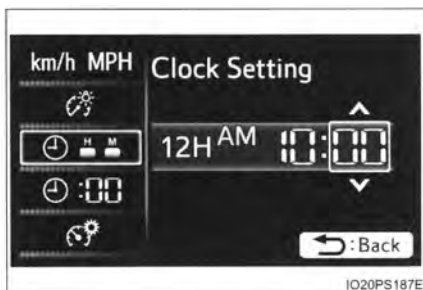 km/h MPH
Clock Setting
H M
12H AM 10:00
:00
:Back
IO20PS187E